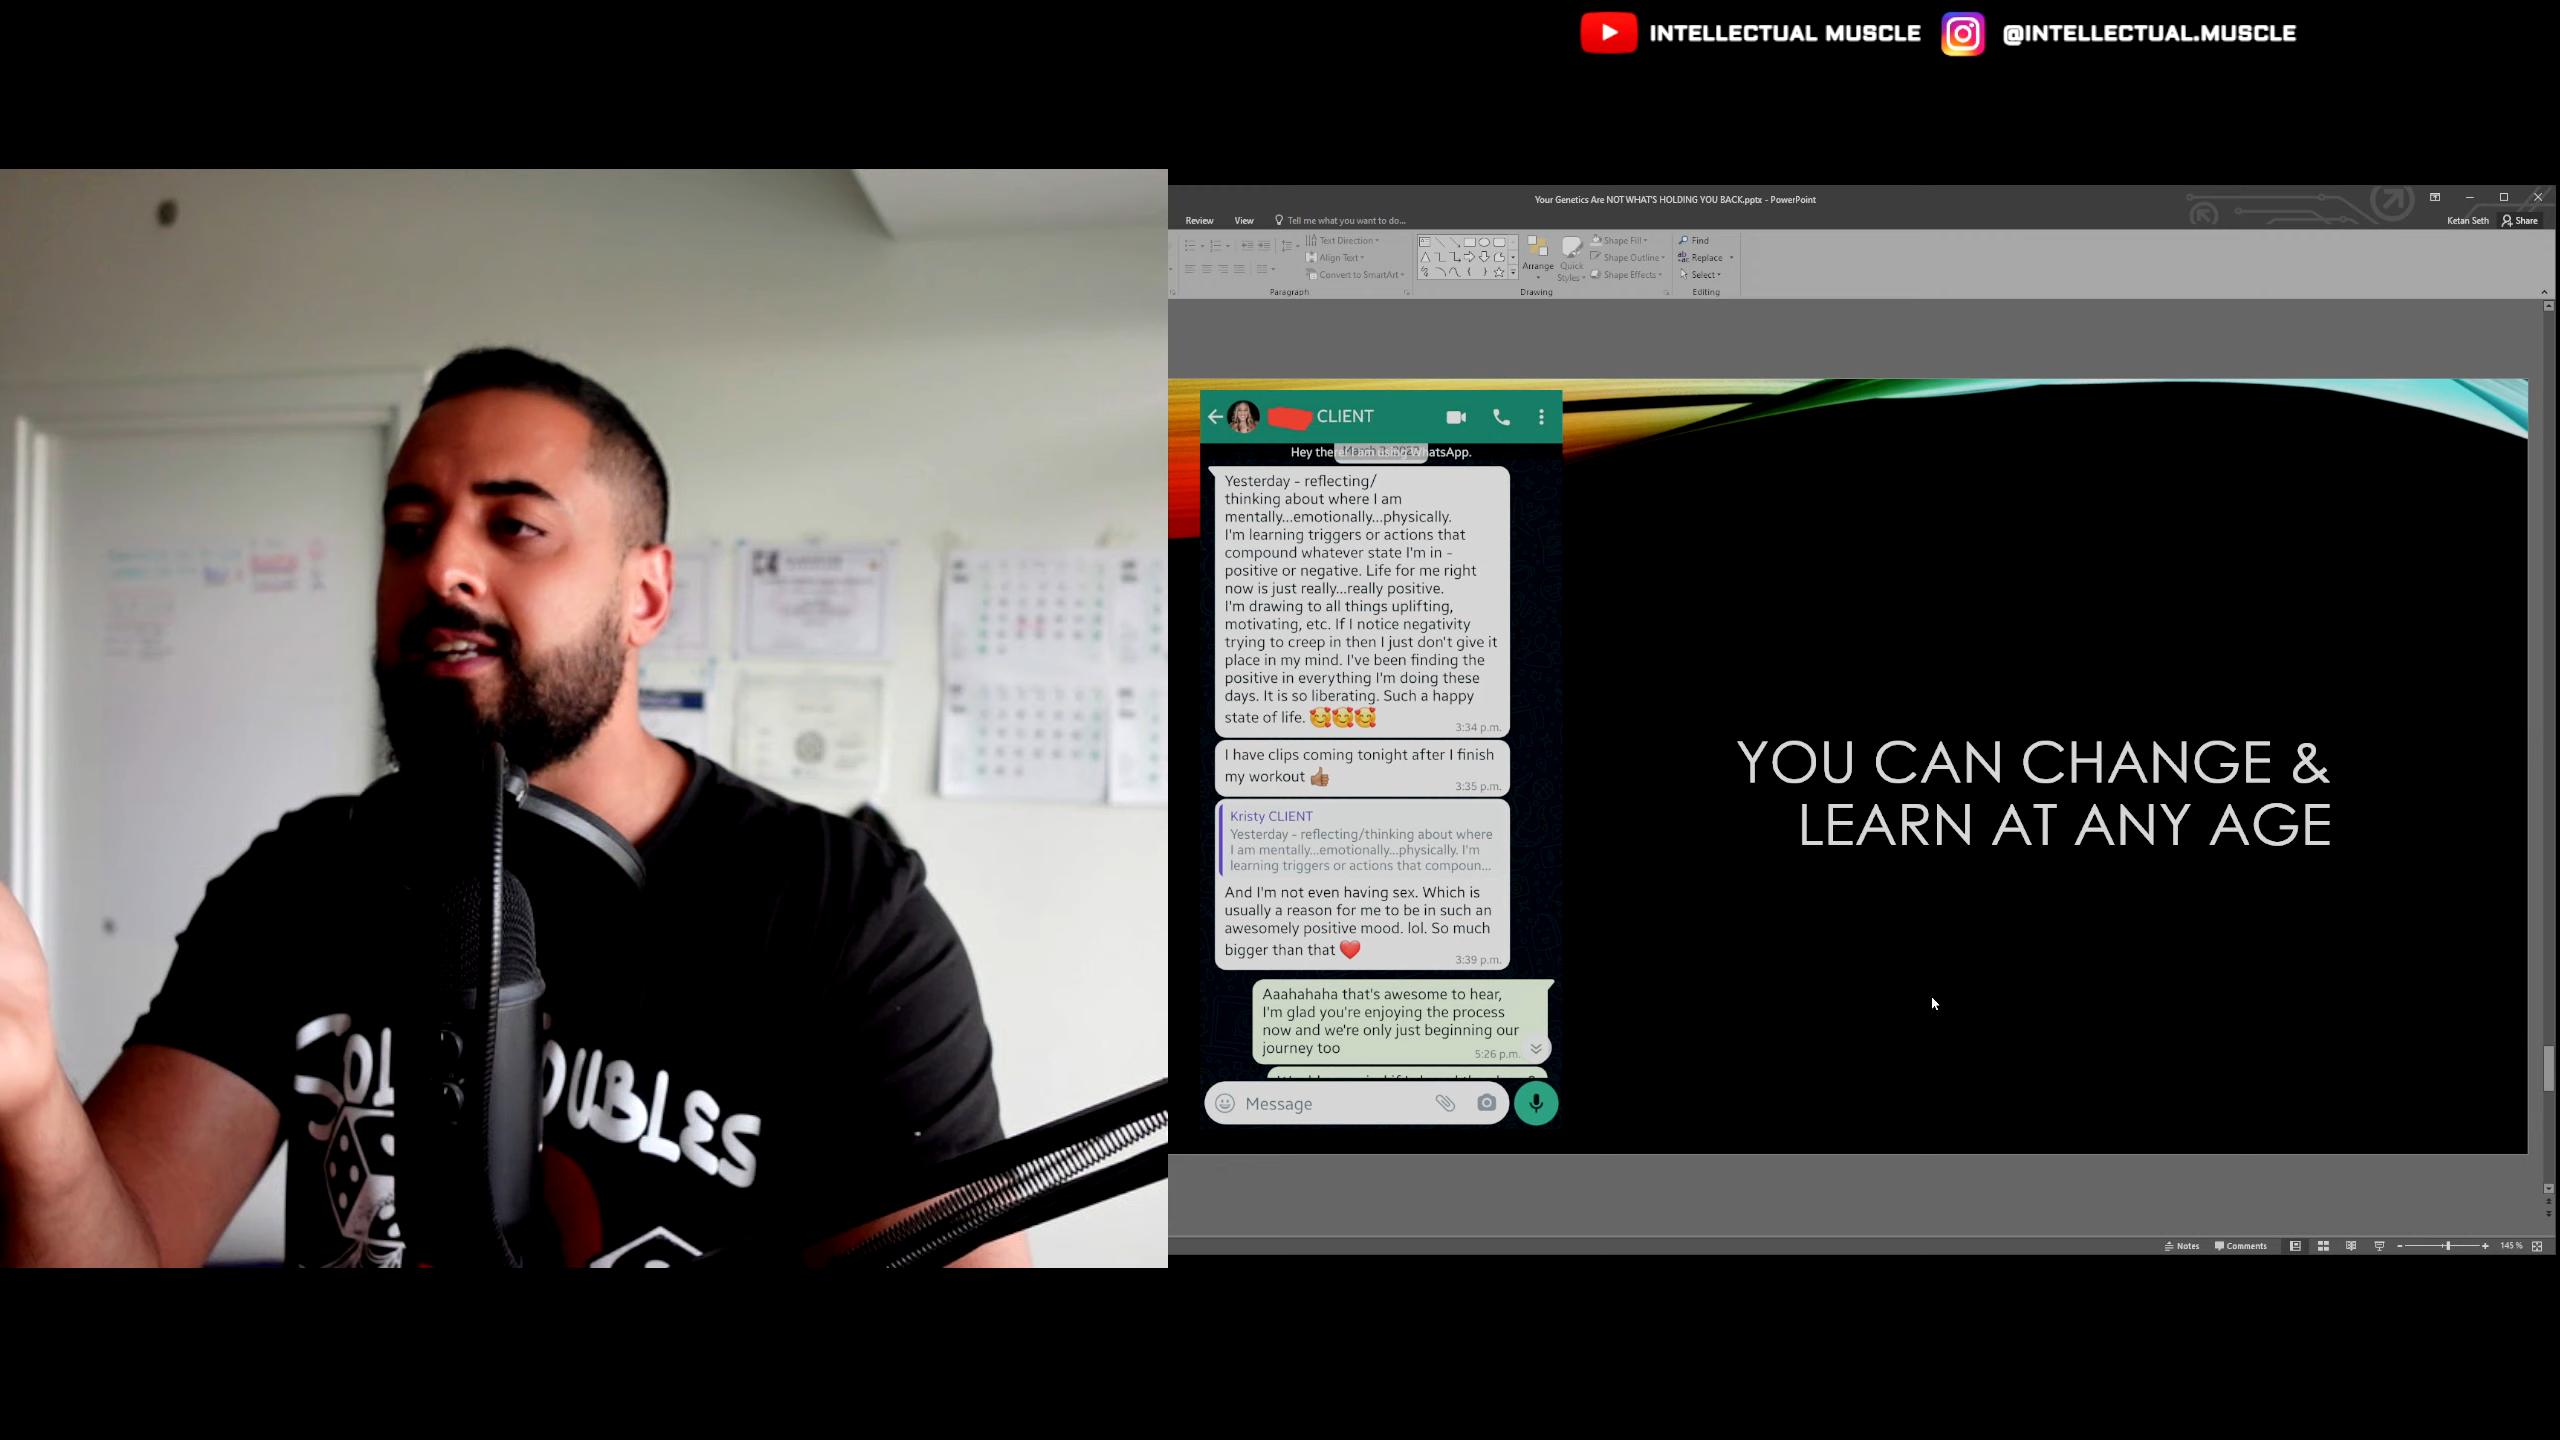 INTELLECTUAL MUSCLE
@INTELLECTUAL.MUSCLE
Your Genetics Are NOT WHAT'S HOLDING YOU BACK.pptx - PowerPoint
Review View Tell me what you want to do...
Ketan Seth Share
Text Direction
Align Text
Convert to SmartArt
Paragraph
Arrange
Quick Styles
Shape Fill
Shape Outline
Shape Effects
Drawing
Find
Replace
Select
Editing
CLIENT
Yesterday - reflecting/
thinking about where I am
mentally...emotionally...physically.
I'm learning triggers or actions that
compound whatever state I'm in -
positive or negative. Life for me right
now is just really...really positive.
I'm drawing to all things uplifting,
motivating, etc. If I notice negativity
trying to creep in then I just don't give it
place in my mind. I've been finding the
positive in everything I'm doing these
days. It is so liberating. Such a happy
state of life. 🥰🥰🥰
3:34 p.m.
I have clips coming tonight after I finish
my workout 👍🏽
3:35 p.m.
Kristy CLIENT
Yesterday - reflecting/thinking about where
I am mentally...emotionally...physically. I'm
learning triggers or actions that compoun...
And I'm not even having sex. Which is
usually a reason for me to be in such an
awesomely positive mood. lol. So much
bigger than that ❤️
3:39 p.m.
Aaahahaha that's awesome to hear,
I'm glad you're enjoying the process
now and we're only just beginning our
journey too
5:26 p.m.
Message
YOU CAN CHANGE &
LEARN AT ANY AGE
Notes Comments 145 %